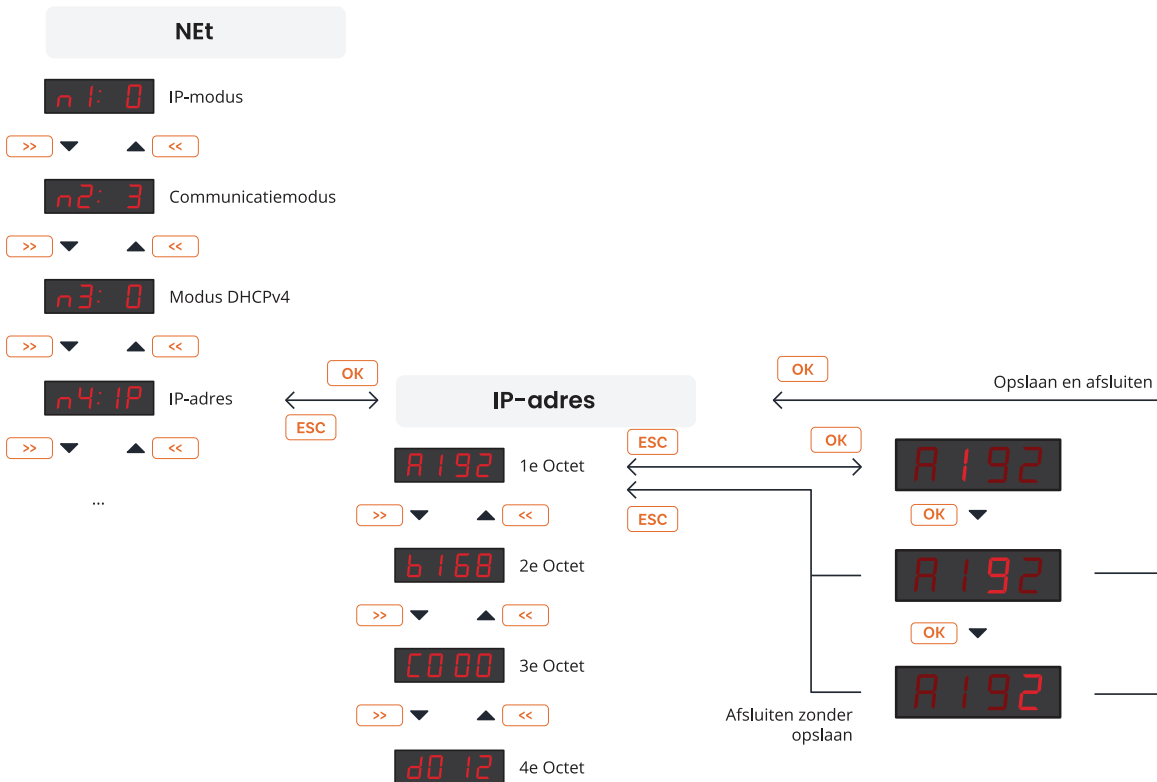 NEt
n1: 0 IP-modus
>> <<
n2: 3 Communicatiemodus
>> <<
n3: 0 Modus DHCPv4
>> <<
n4:IP IP-adres
>> <<
...
OK
ESC
IP-adres
OK
Opslaan en afsluiten
A192 1e Octet
>> <<
b168 2e Octet
>> <<
C000 3e Octet
>> <<
d012 4e Octet
ESC
OK
ESC
A192
OK
A192
OK
A192
Afsluiten zonder
opslaan